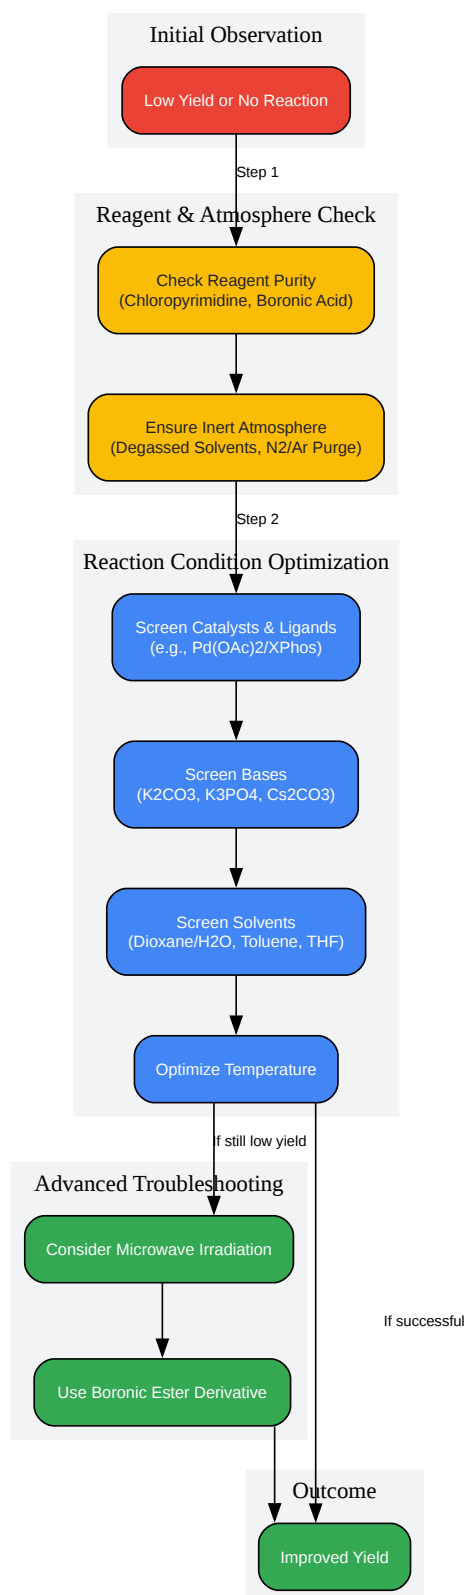 Initial Observation
Low Yield or No Reaction
Step 1
Reagent & Atmosphere Check
Check Reagent Purity
(Chloropyrimidine, Boronic Acid)
Ensure Inert Atmosphere
(Degassed Solvents, N2/Ar Purge)
Step 2
Reaction Condition Optimization
Screen Catalysts & Ligands
(e.g., Pd(OAc)2/XPhos)
Screen Bases
(K2CO3, K3PO4, Cs2CO3)
Screen Solvents
(Dioxane/H2O, Toluene, THF)
Optimize Temperature
If still low yield
Advanced Troubleshooting
Consider Microwave Irradiation
If successful
Use Boronic Ester Derivative
Outcome
Improved Yield